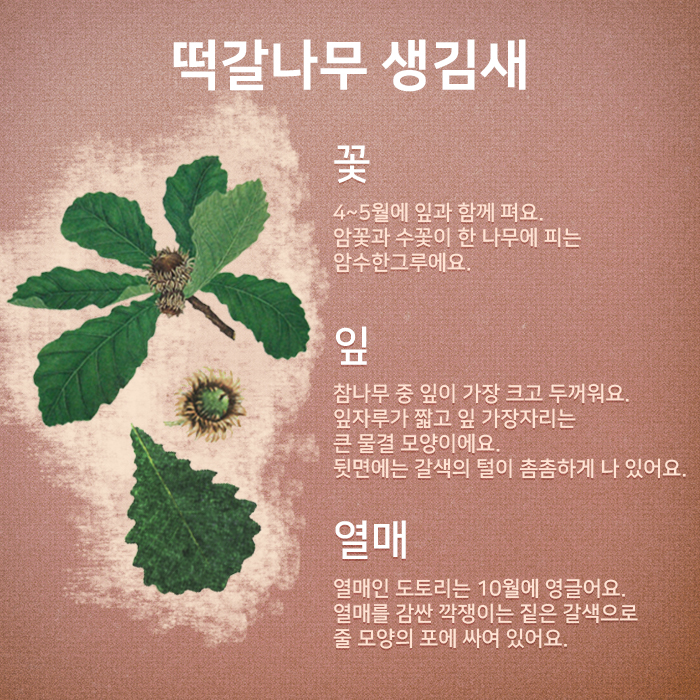 떡갈나무 생김새
꽃
4~5월에 잎과 함께 펴요.
암꽃과 수꽃이 한 나무에 피는
암수한그루에요.
잎
참나무 중 잎이 가장 크고 두꺼워요.
잎자루가 짧고 잎 가장자리는
큰 물결 모양이에요.
뒷면에는 갈색의 털이 촘촘하게 나 있어요.
열매
열매인 도토리는 10월에 영글어요.
열매를 감싼 깍쟁이는 짙은 갈색으로
줄 모양의 포에 싸여 있어요.